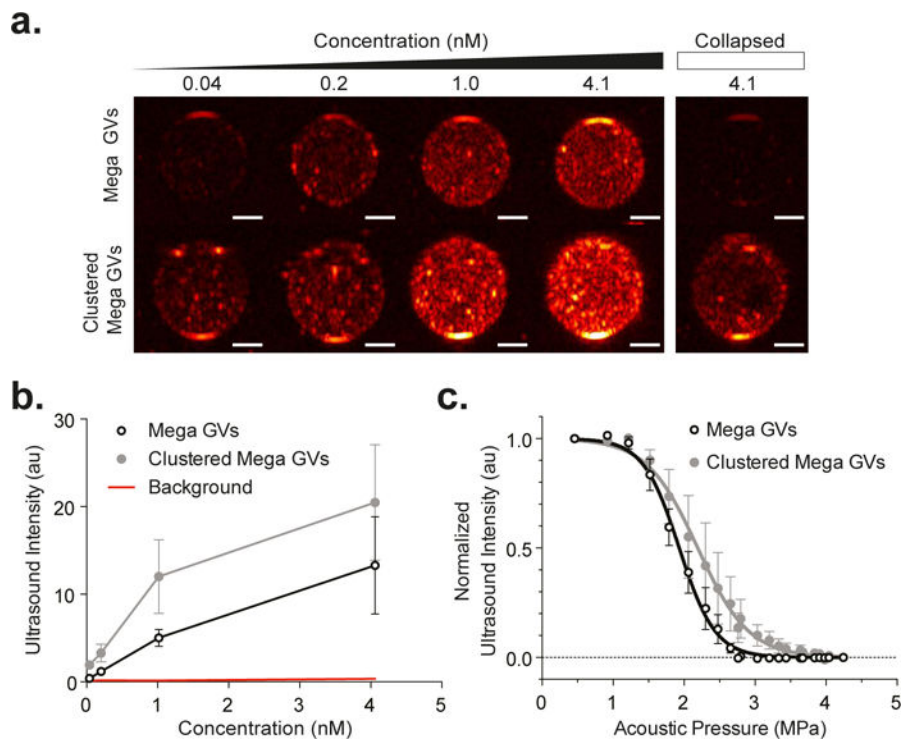 a.
Concentration (nM)
Collapsed
0.04 0.2 1.0 4.1 4.1
Mega GVs
Clustered
Mega GVs
b.
30
20
10
0
0 1 2 3 4 5
Ultrasound Intensity (au)
Concentration (nM)
Mega GVs
Clustered Mega GVs
Background
c.
1.0
0.5
0.0
0 1 2 3 4 5
Normalized
Ultrasound Intensity (au)
Acoustic Pressure (MPa)
Mega GVs
Clustered Mega GVs